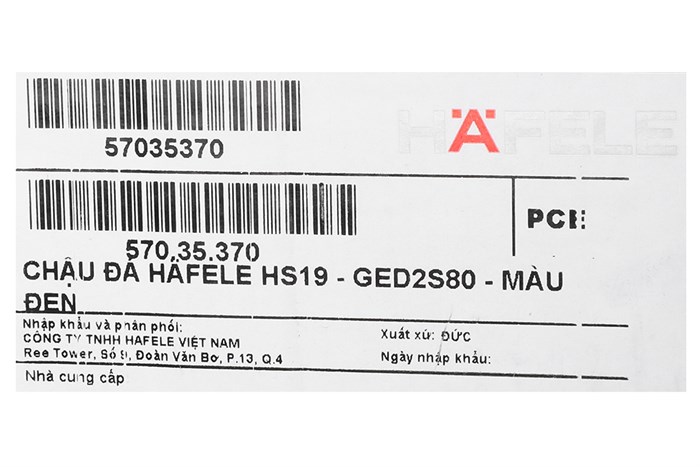 HÄFELE
57035370
570.35.370
CHẬU ĐÁ HÄFELE HS19 - GED2S80 - MÀU
ĐEN
Nhập khẩu và phân phối:
CÔNG TY TNHH HAFELE VIỆT NAM
Ree Tower, Số 9, Đoàn Văn Bơ, P.13, Q.4
Xuất xứ: ĐỨC
Ngày nhập khẩu:
Nhà cung cấp